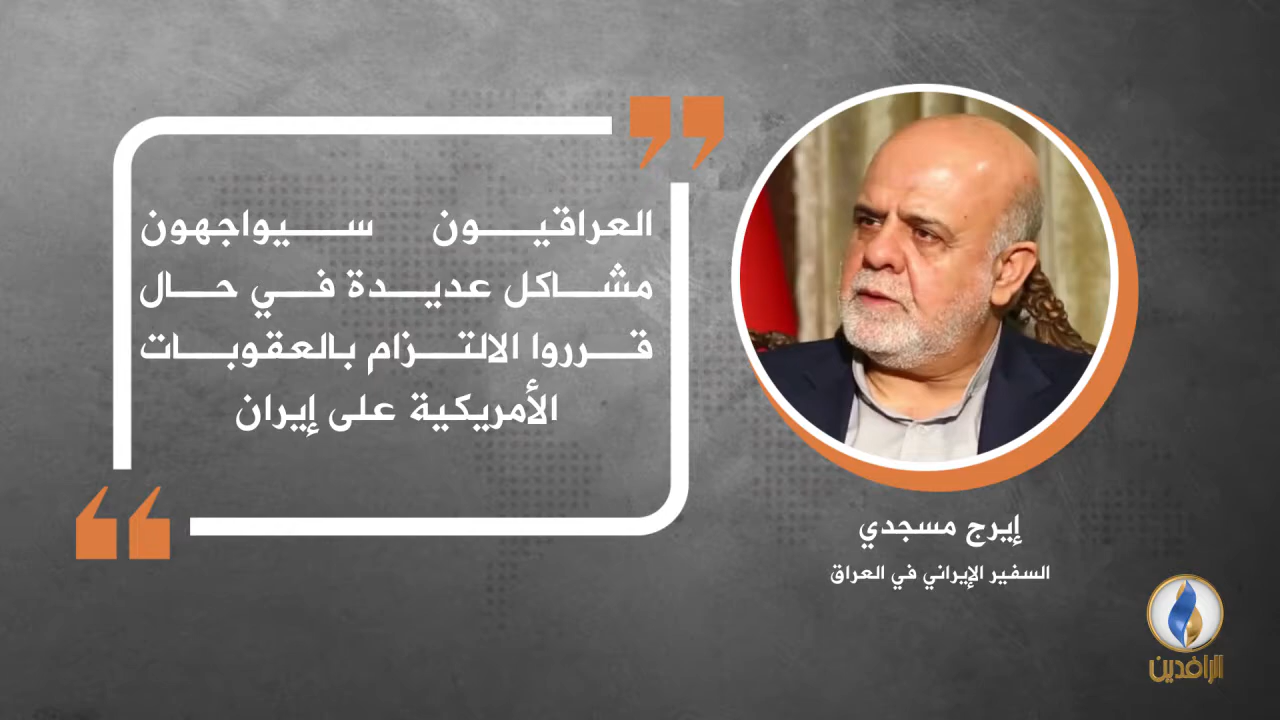 العراقيون سيواجهون
مشاكل عديدة في حال
قرروا الالتزام بالعقوبات
الأمريكية على إيران
إيرج مسجدي
السفير الإيراني في العراق
الرافدين